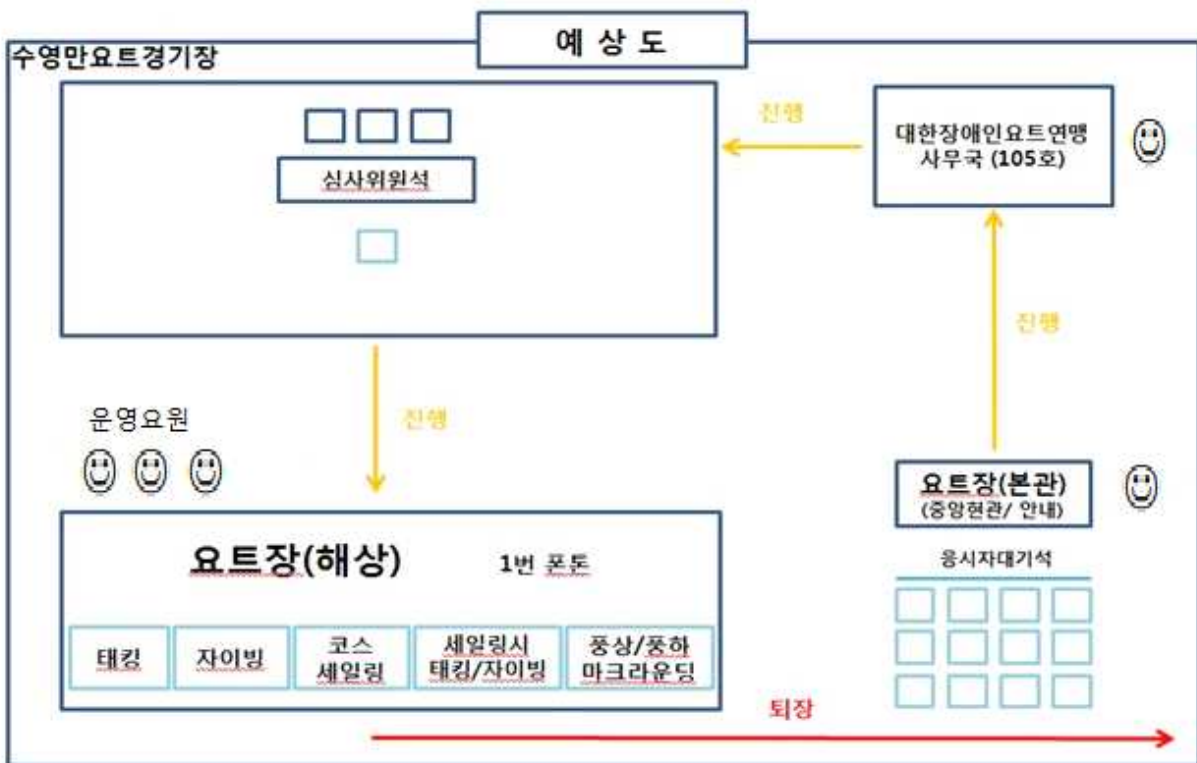 예 상 도
수영만요트경기장
심사위원석
진행
대한장애인요트연맹
사무국 (105호)
진행
진행
운영요원
요트장(본관)
(중앙현관/ 안내)
응시자대기석
요트장(해상)
1번 폰톤
태킹
자이빙
코스
세일링
세일링시
태킹/자이빙
풍상/풍하
마크라운딩
퇴장